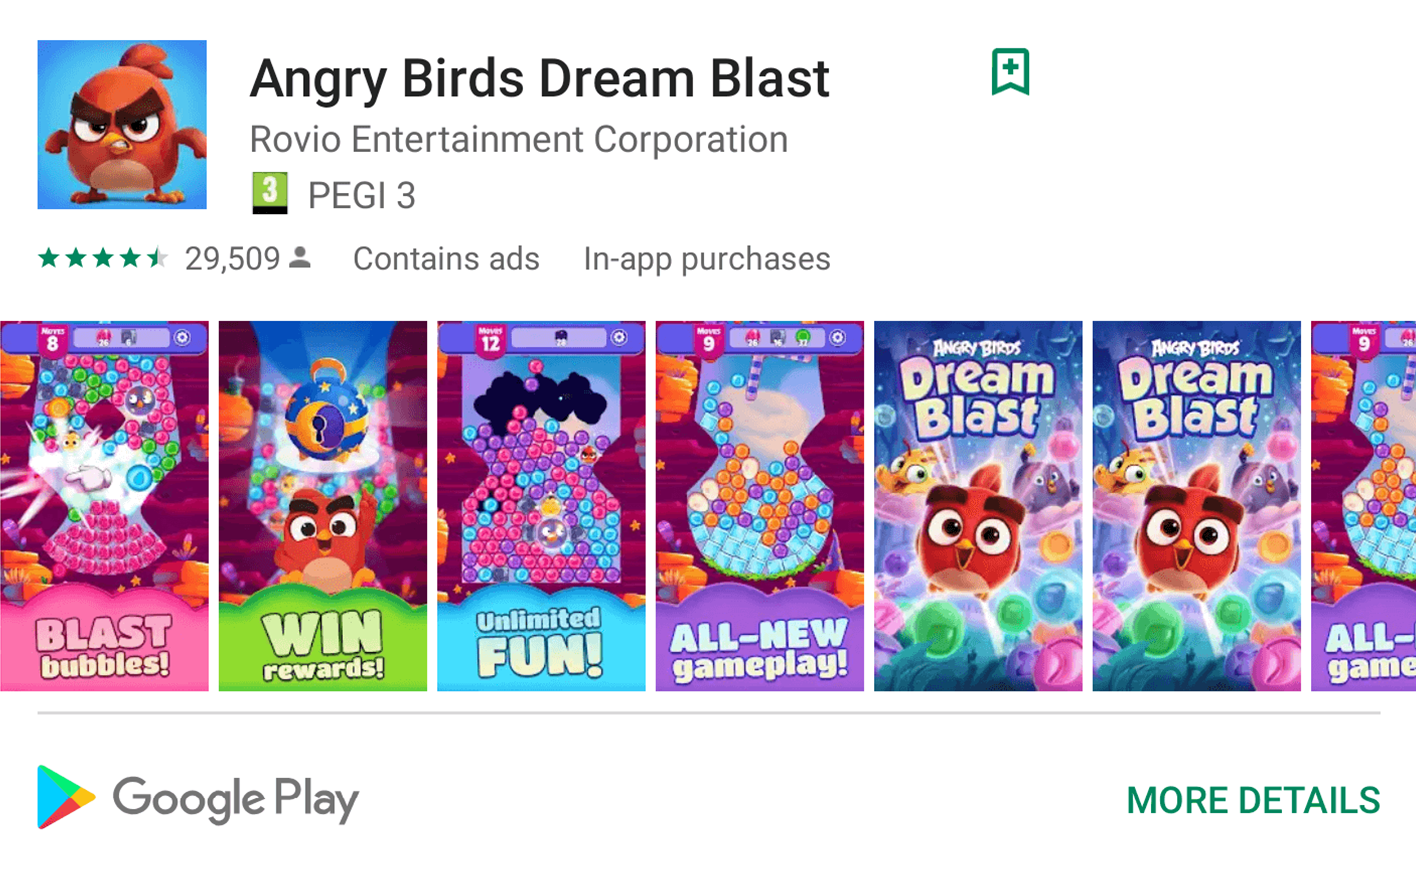 Angry Birds Dream Blast
Rovio Entertainment Corporation
3 PEGI 3
29,509 Contains ads In-app purchases
MOVES
8
26
BLAST
bubbles!
WIN
rewards!
MOVES
12
Unlimited
FUN!
MOVES
9
ALL-NEW
gameplay!
ANGRY BIRDS
Dream
Blast
ANGRY BIRDS
Dream
Blast
MOVES
9
ALL-
game
Google Play
MORE DETAILS